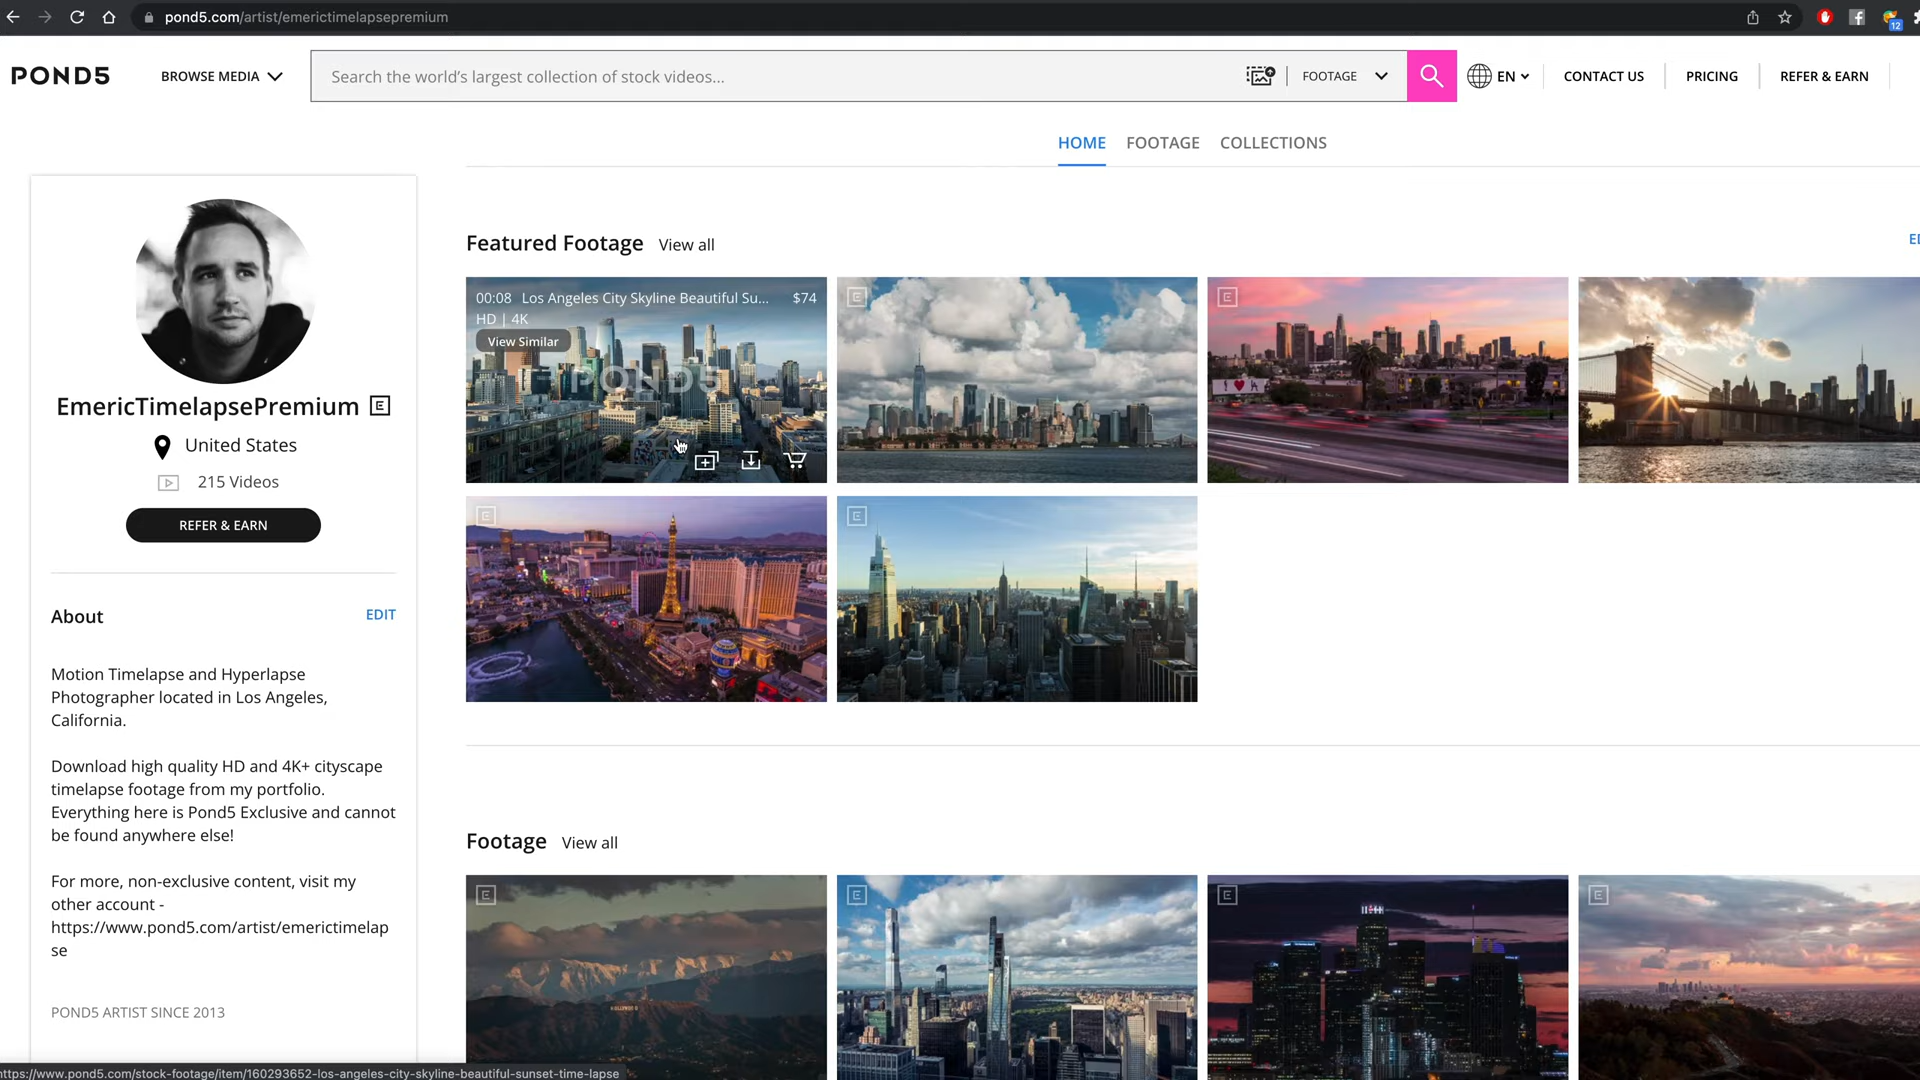 pond5.com/artist/emerictimelapsepremium
12
POND5
BROWSE MEDIA
Search the world's largest collection of stock videos...
FOOTAGE
EN
CONTACT US
PRICING
REFER & EARN
HOME
FOOTAGE
COLLECTIONS
Featured Footage
View all
00:08 Los Angeles City Skyline Beautiful Su... $74
HD | 4K
View Similar
POND5
E
E
EmericTimelapsePremium E
United States
215 Videos
REFER & EARN
E
E
About
EDIT
Motion Timelapse and Hyperlapse
Photographer located in Los Angeles,
California.
Download high quality HD and 4K+ cityscape
timelapse footage from my portfolio.
Everything here is Pond5 Exclusive and cannot
be found anywhere else!
For more, non-exclusive content, visit my
other account -
https://www.pond5.com/artist/emerictimelap
se
POND5 ARTIST SINCE 2013
Footage
View all
E
E
E
E
HOLLYWOOD
https://www.pond5.com/stock-footage/item/160293652-los-angeles-city-skyline-beautiful-sunset-time-lapse